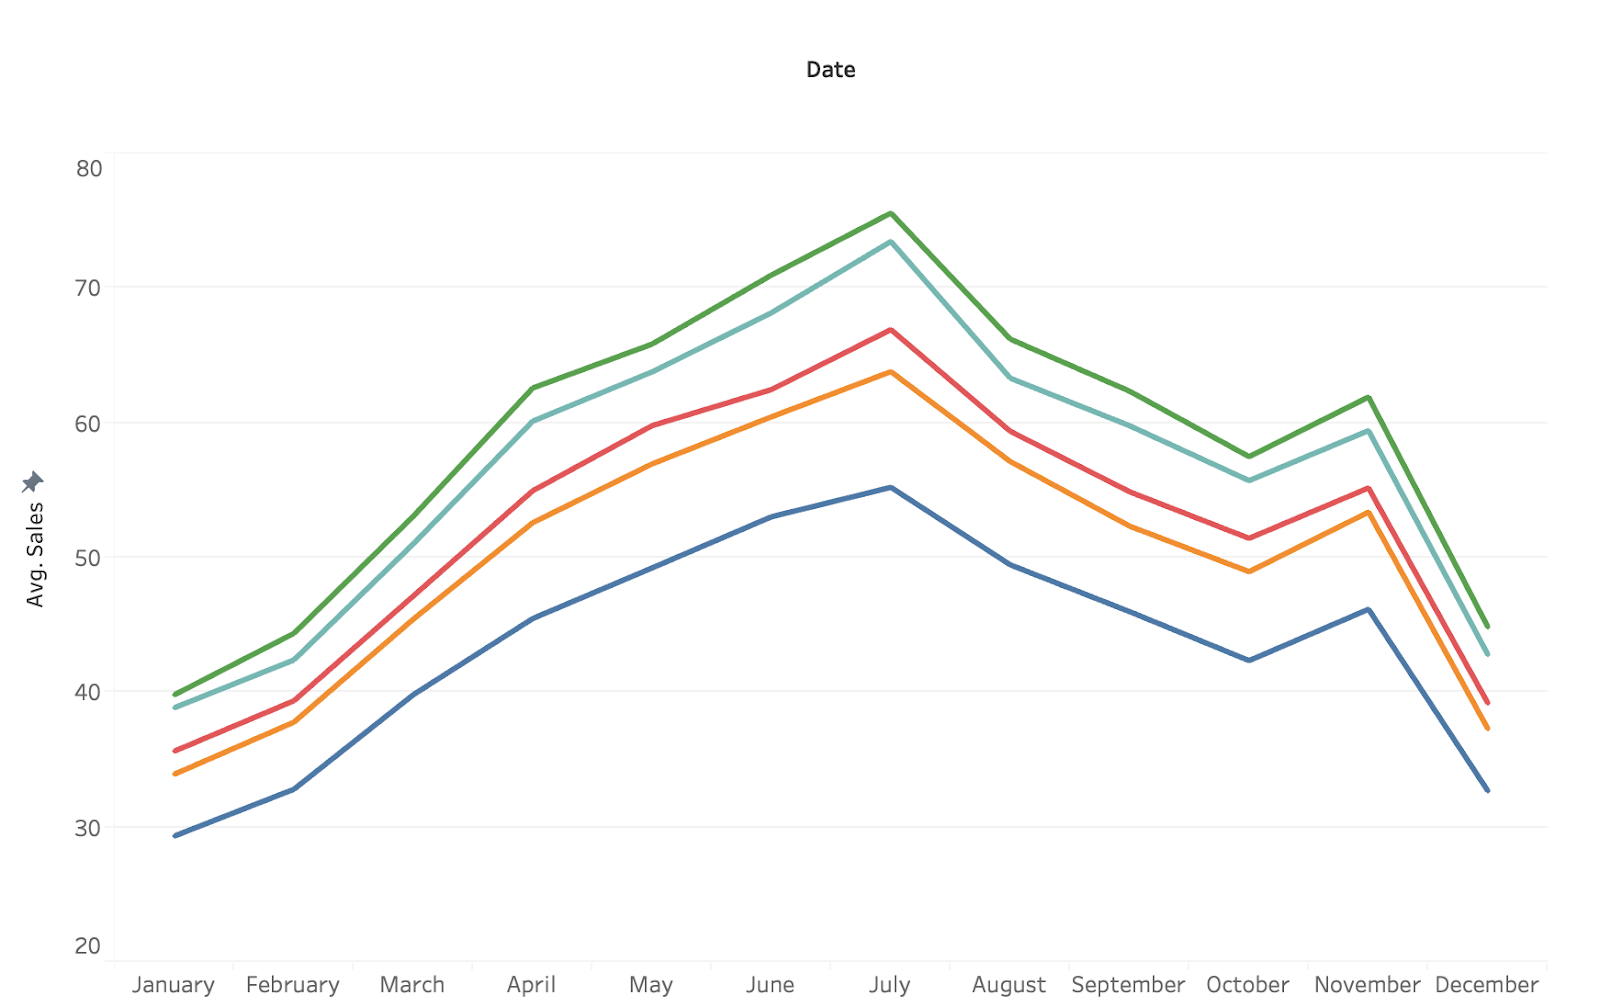 Date
80
70
60
50
40
30
20
Avg. Sales
January February March April May June July August September October November December